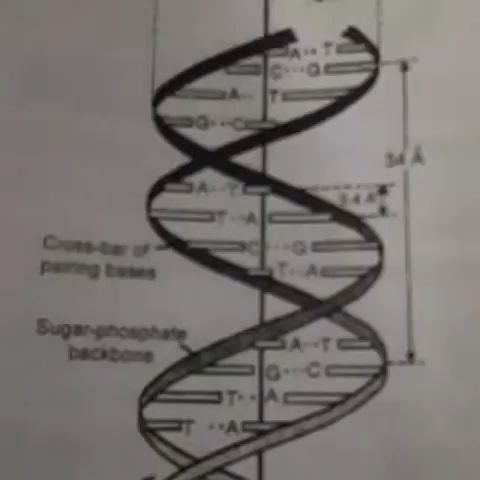 A·· T
C···G
A·· T
G···C
34 Å
A···T
3.4 Å
T···A
Cross-bar of
pairing bases
C···G
T···A
Sugar-phosphate
backbone
A···T
G···C
T·· A
T ··A